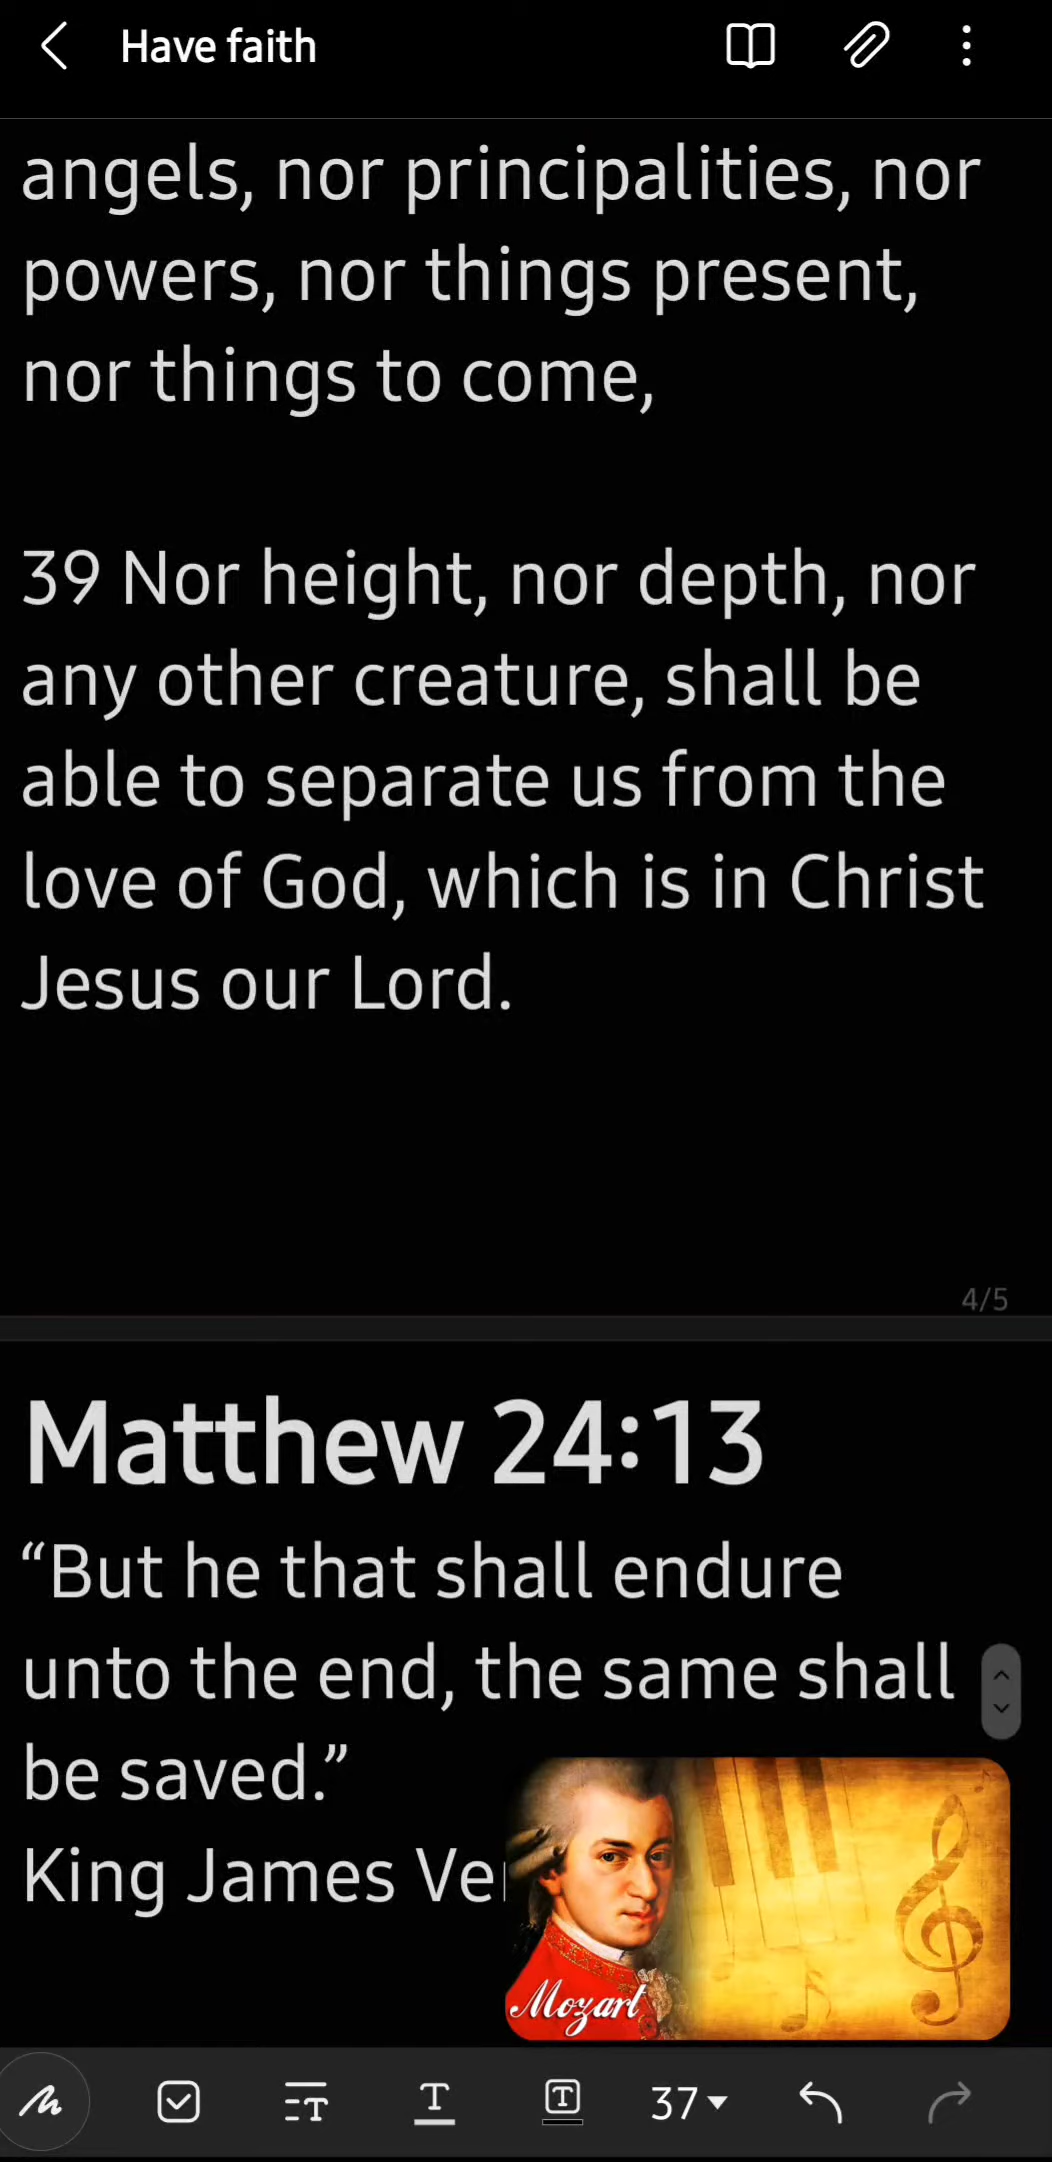 Have faith
angels, nor principalities, nor
powers, nor things present,
nor things to come,
39 Nor height, nor depth, nor
any other creature, shall be
able to separate us from the
love of God, which is in Christ
Jesus our Lord.
4/5
Matthew 24:13
“But he that shall endure
unto the end, the same shall
be saved.”
King James
Mozart
T T T 37